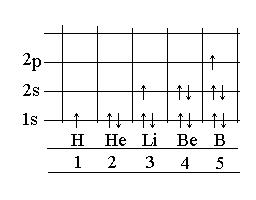 2p ↑
2s ↑ ↑↓ ↑↓
1s ↑ ↑↓ ↑↓ ↑↓ ↑↓
H He Li Be B
1 2 3 4 5